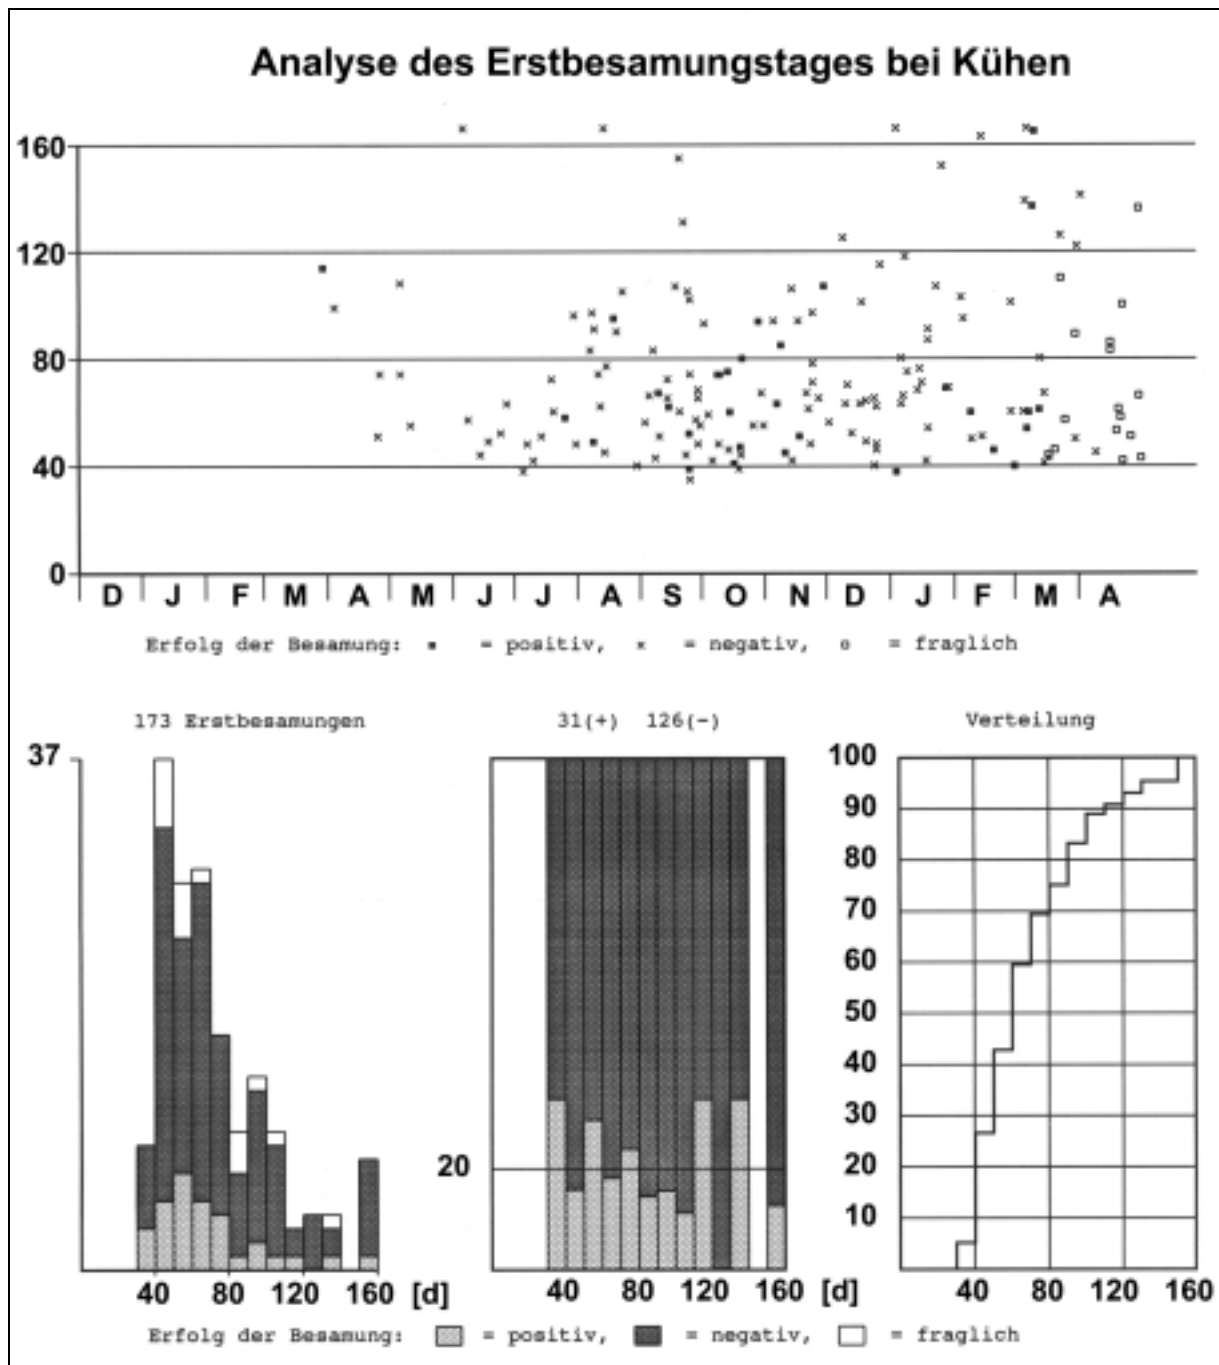 Analyse des Erstbesamungstages bei Kühen
160
120
80
40
0
D J F M A M J J A S O N D J F M A
Erfolg der Besamung: ▪ = positiv, × = negativ, ▫ = fraglich
173 Erstbesamungen
37
40 80 120 160 [d]
31(+) 126(-)
20
40 80 120 160 [d]
Verteilung
100
90
80
70
60
50
40
30
20
10
40 80 120 160
Erfolg der Besamung: = positiv, = negativ, = fraglich